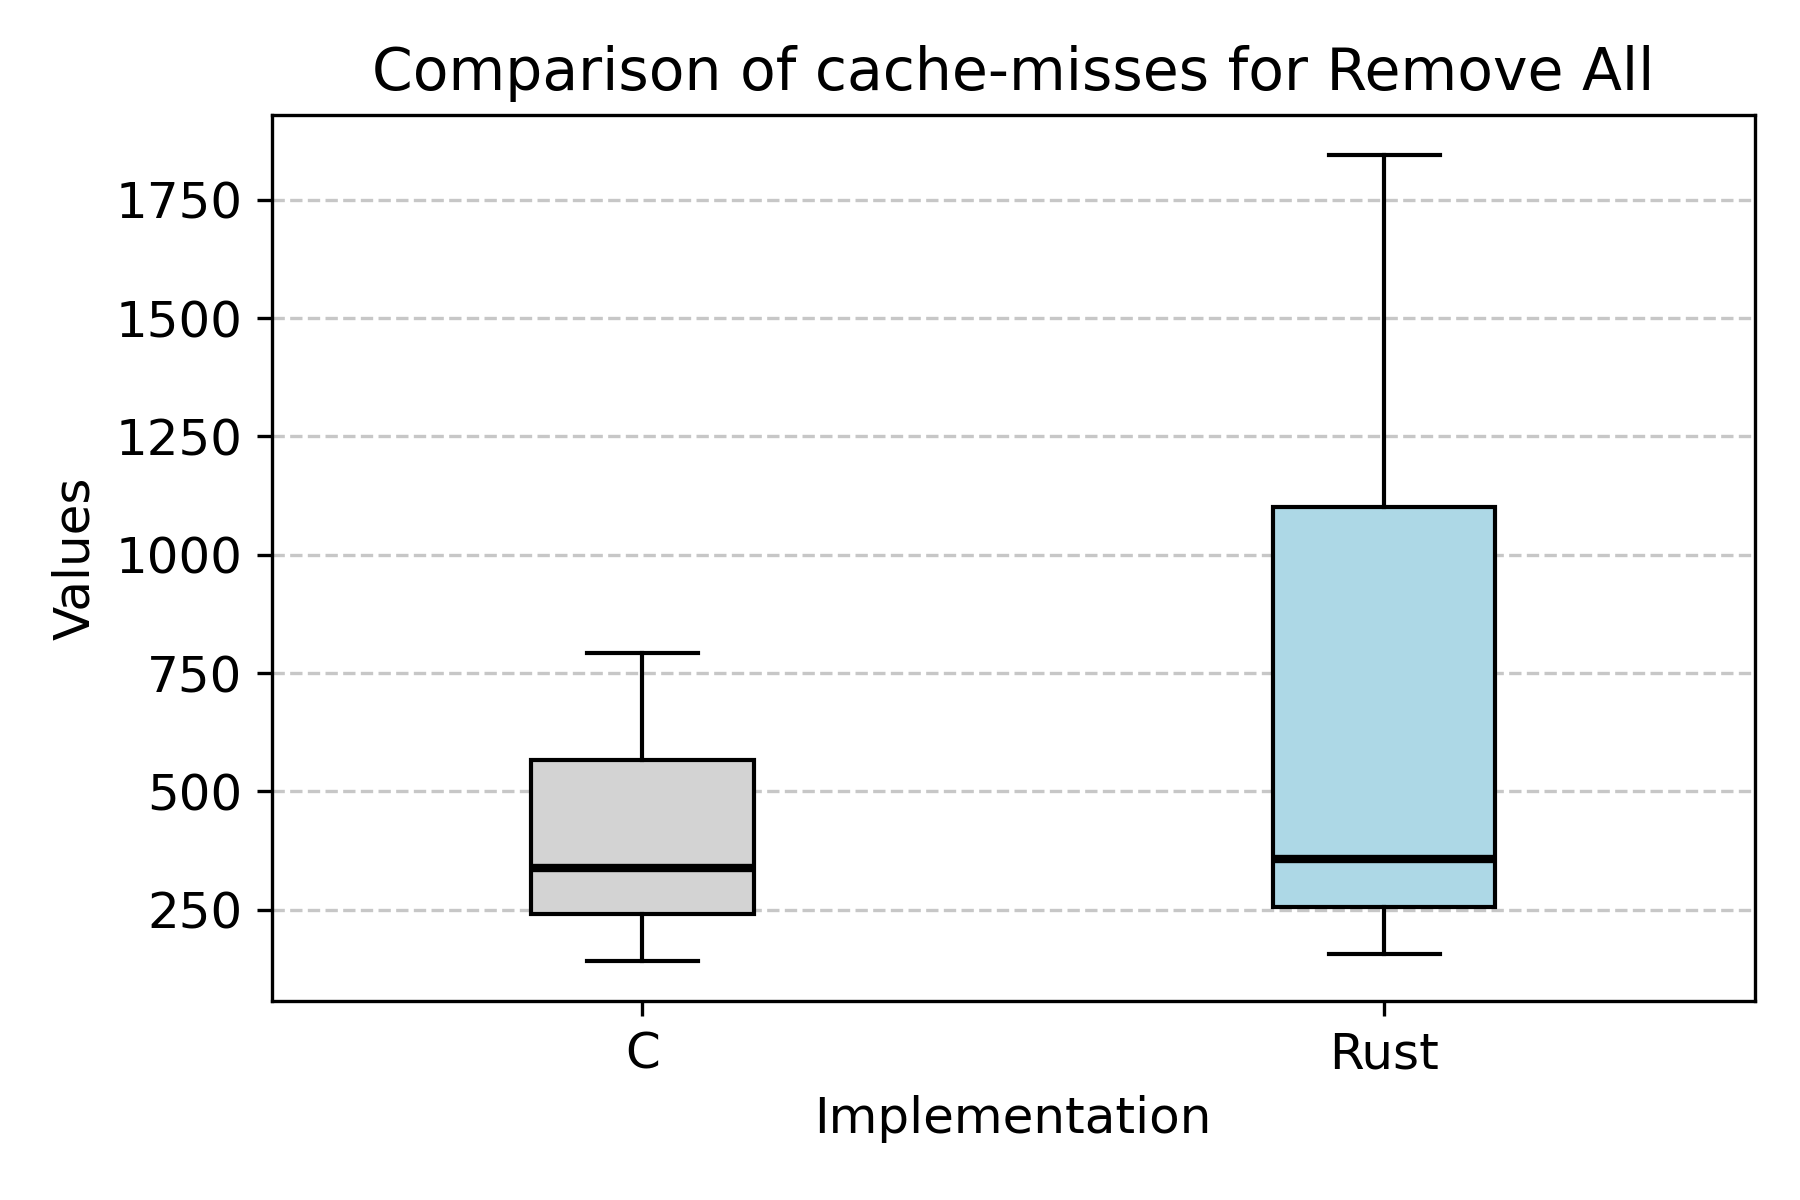 Comparison of cache-misses for Remove All
1750
1500
1250
1000
750
500
250
Values
C
Rust
Implementation